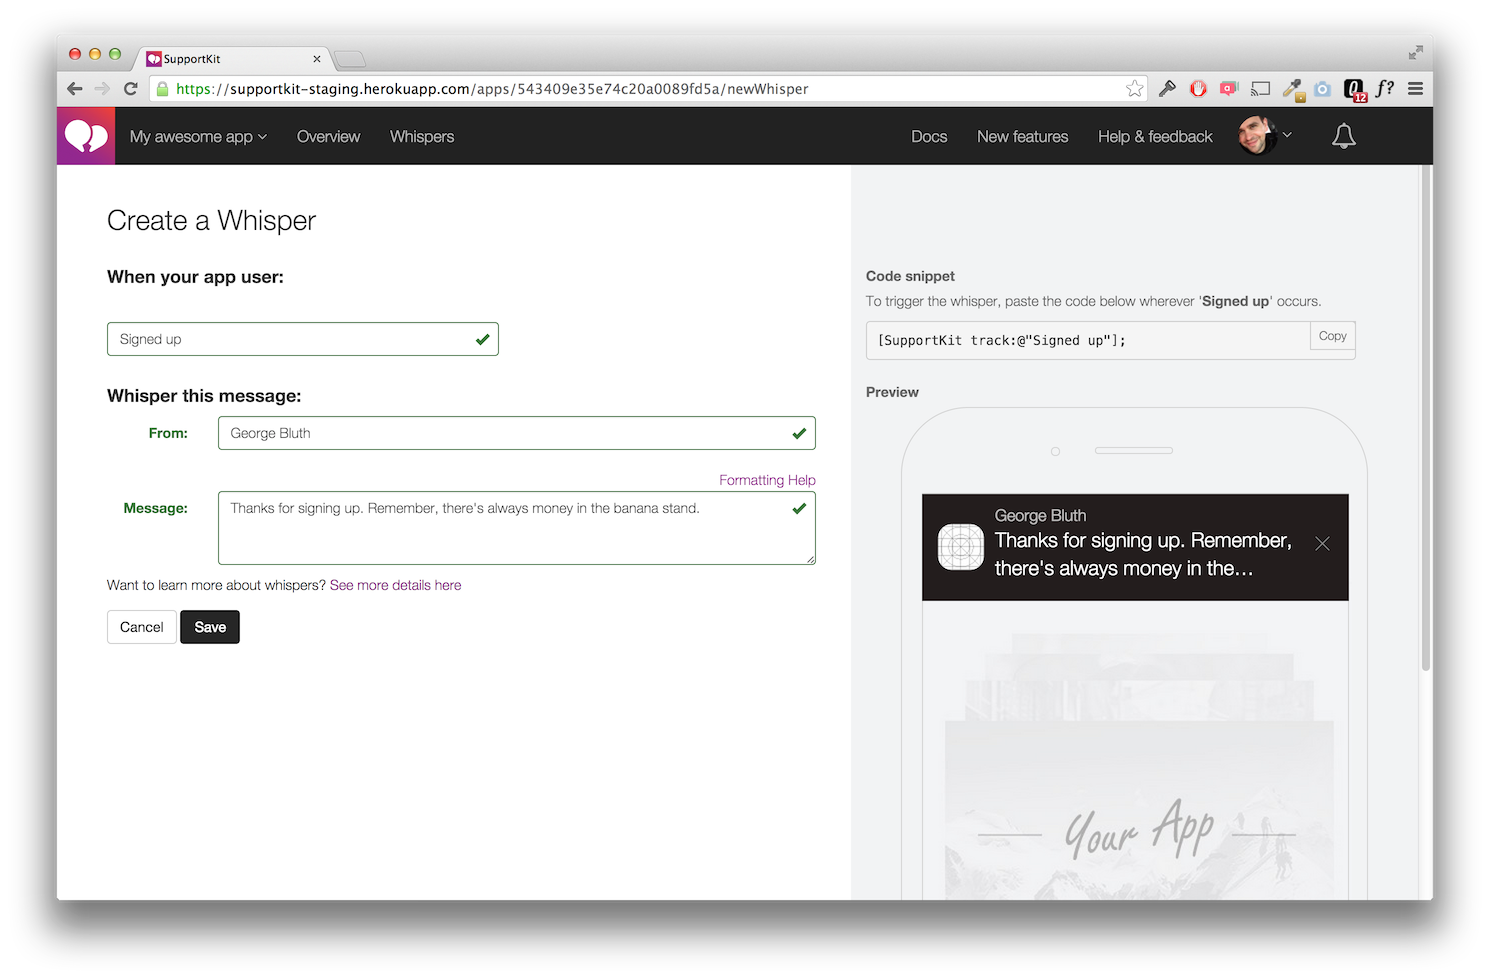 SupportKit
https://supportkit-staging.herokuapp.com/apps/543409e35e74c20a0089fd5a/newWhisper
12
f?
My awesome app
Overview
Whispers
Docs
New features
Help & feedback
Create a Whisper
When your app user:
Signed up
Whisper this message:
From:
George Bluth
Formatting Help
Message:
Thanks for signing up. Remember, there's always money in the banana stand.
Want to learn more about whispers? See more details here
Cancel
Save
Code snippet
To trigger the whisper, paste the code below wherever 'Signed up' occurs.
[SupportKit track:@"Signed up"];
Copy
Preview
George Bluth
Thanks for signing up. Remember,
there's always money in the...
Your App